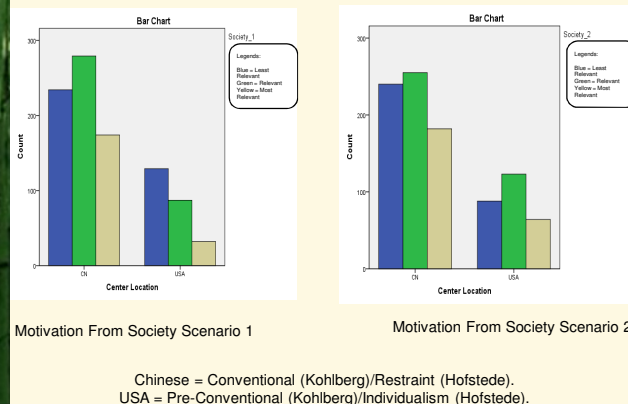 Bar Chart
Society_1
Legends:
Blue = Least
Relevant
Green = Relevant
Yellow = Most
Relevant
300
200
100
0
Count
CN
USA
Center Location
Motivation From Society Scenario 1
Bar Chart
Society_2
Legends:
Blue = Least
Relevant
Green = Relevant
Yellow = Most
Relevant
300
200
100
0
Count
CN
USA
Center Location
Motivation From Society Scenario 2
Chinese = Conventional (Kohlberg)/Restraint (Hofstede).
USA = Pre-Conventional (Kohlberg)/Individualism (Hofstede).